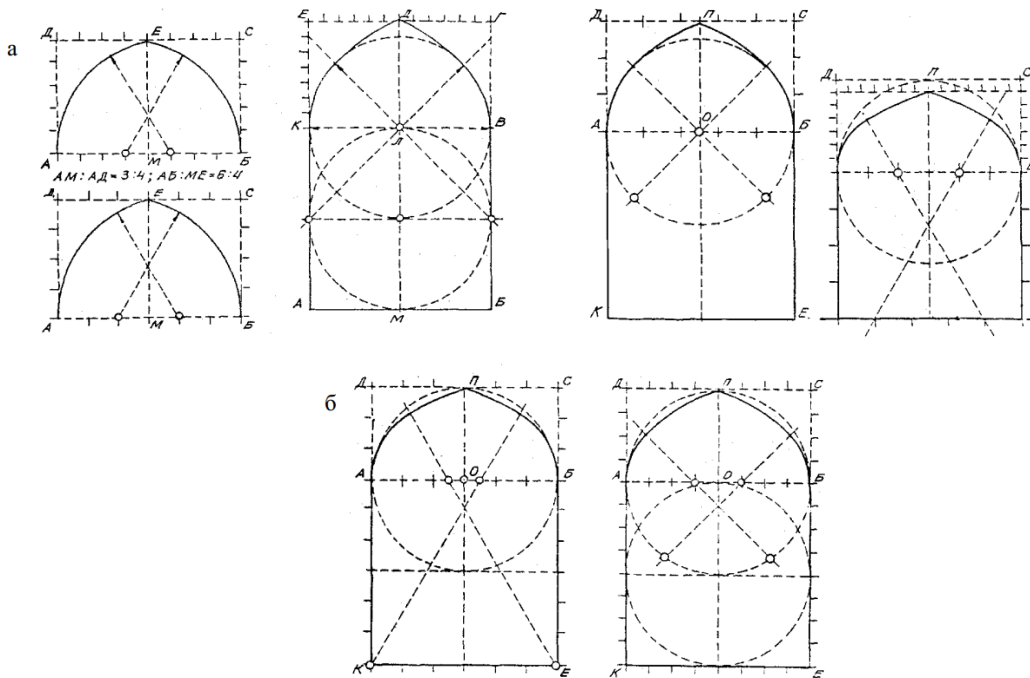 а
Д Е С
А М Б
АМ:АД=3:4; АБ:МЕ=6:4
Д Е С
А М Б
Е Д Г
К Л В
А М Б
Д П С
А О Б
К Е
Д П С
б
Д П С
А О Б
К Е
Д П С
А О Б
К Е